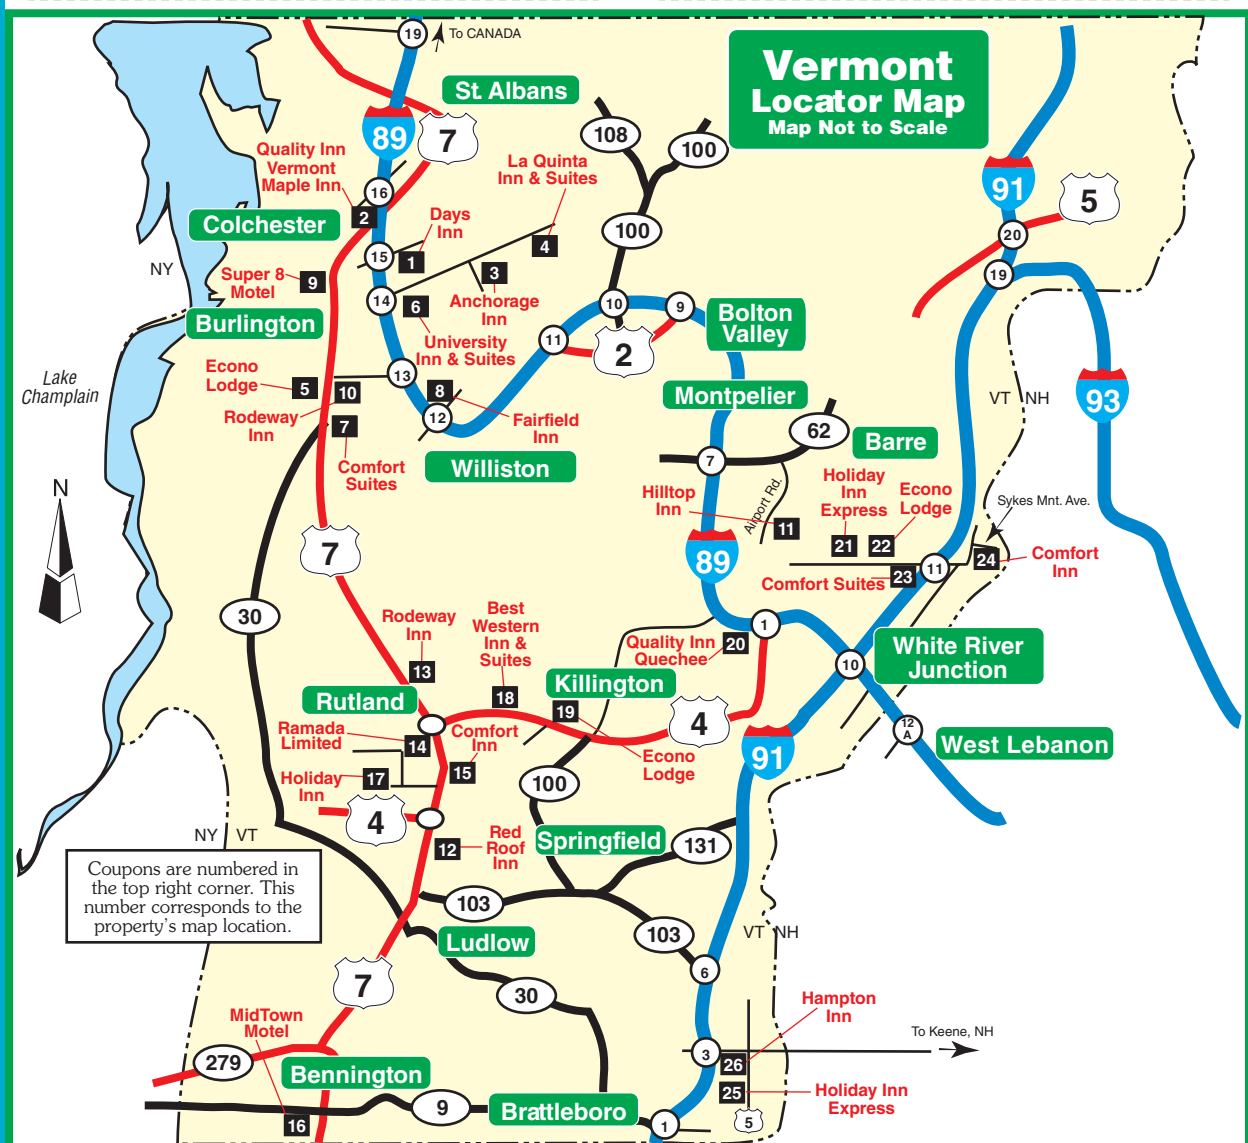 Vermont
Locator Map
Map Not to Scale
19
To CANADA
St. Albans
89
7
108
100
91
5
Quality Inn
Vermont
Maple Inn
16
2
La Quinta
Inn & Suites
Colchester
Days
Inn
100
20
15
1
4
NY
Super 8
Motel
9
3
19
14
6
Anchorage
Inn
10
9
Burlington
University
Inn & Suites
11
2
Bolton
Valley
Lake
Champlain
Econo
Lodge
5
10
13
8
Montpelier
VT
NH
93
Rodeway
Inn
7
12
Fairfield
Inn
62
Barre
Comfort
Suites
Williston
7
N
Hilltop
Inn
Airport Rd.
11
Holiday
Inn
Express
21
Econo
Lodge
22
Sykes Mnt. Ave.
24
Comfort
Inn
7
89
Comfort Suites
23
11
30
Rodeway
Inn
13
Best
Western
Inn &
Suites
18
Quality Inn
Quechee
20
1
10
White River
Junction
Rutland
Killington
19
4
Ramada
Limited
14
Comfort
Inn
15
Econo
Lodge
91
12
A
West Lebanon
Holiday
Inn
17
100
4
NY
VT
12
Red
Roof
Inn
Springfield
131
Coupons are numbered in
the top right corner. This
number corresponds to the
property's map location.
103
103
VT
NH
Ludlow
6
7
30
Hampton
Inn
MidTown
Motel
To Keene, NH
279
3
26
Bennington
25
Holiday Inn
Express
9
Brattleboro
16
1
5